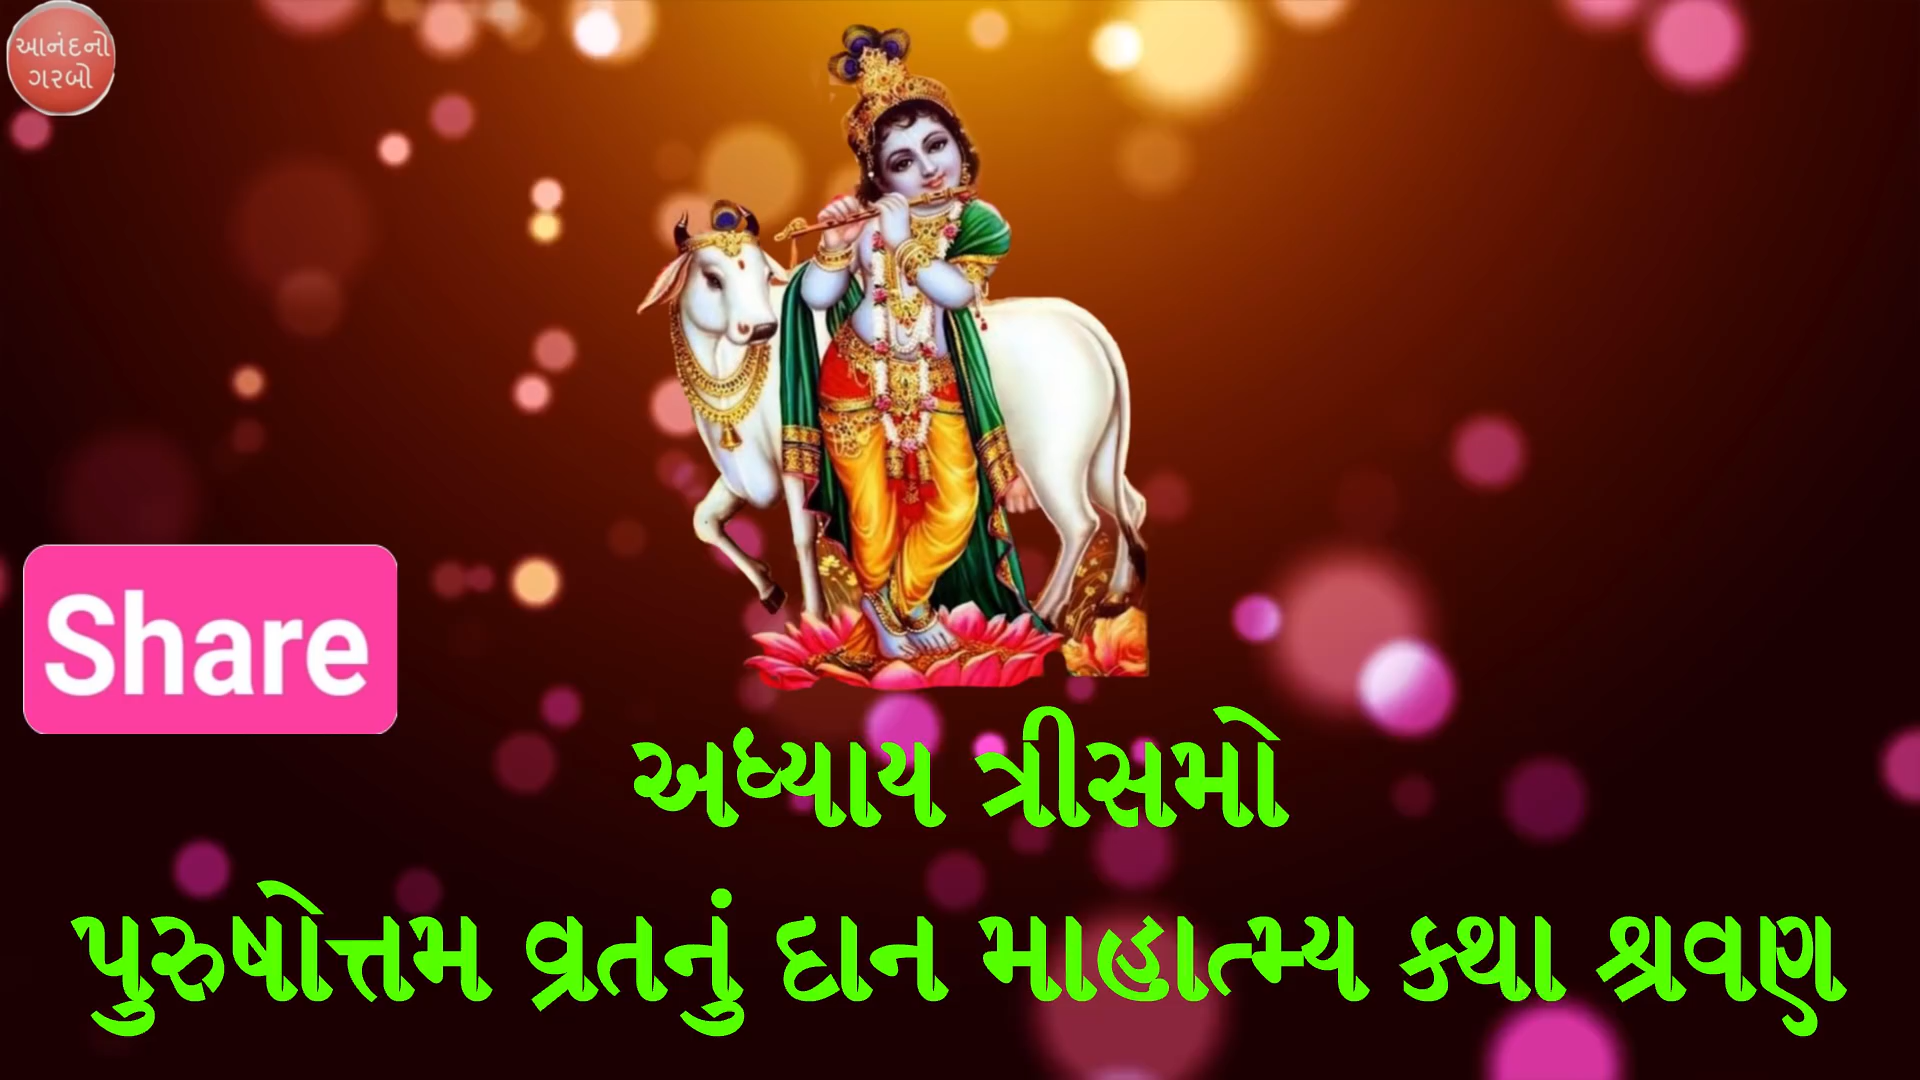 આનંદનો
ગરબો
Share
અધ્યાય ત્રીસમો
પુરુષોત્તમ વ્રતનું દાન માહાત્મ્ય કથા શ્રવણ